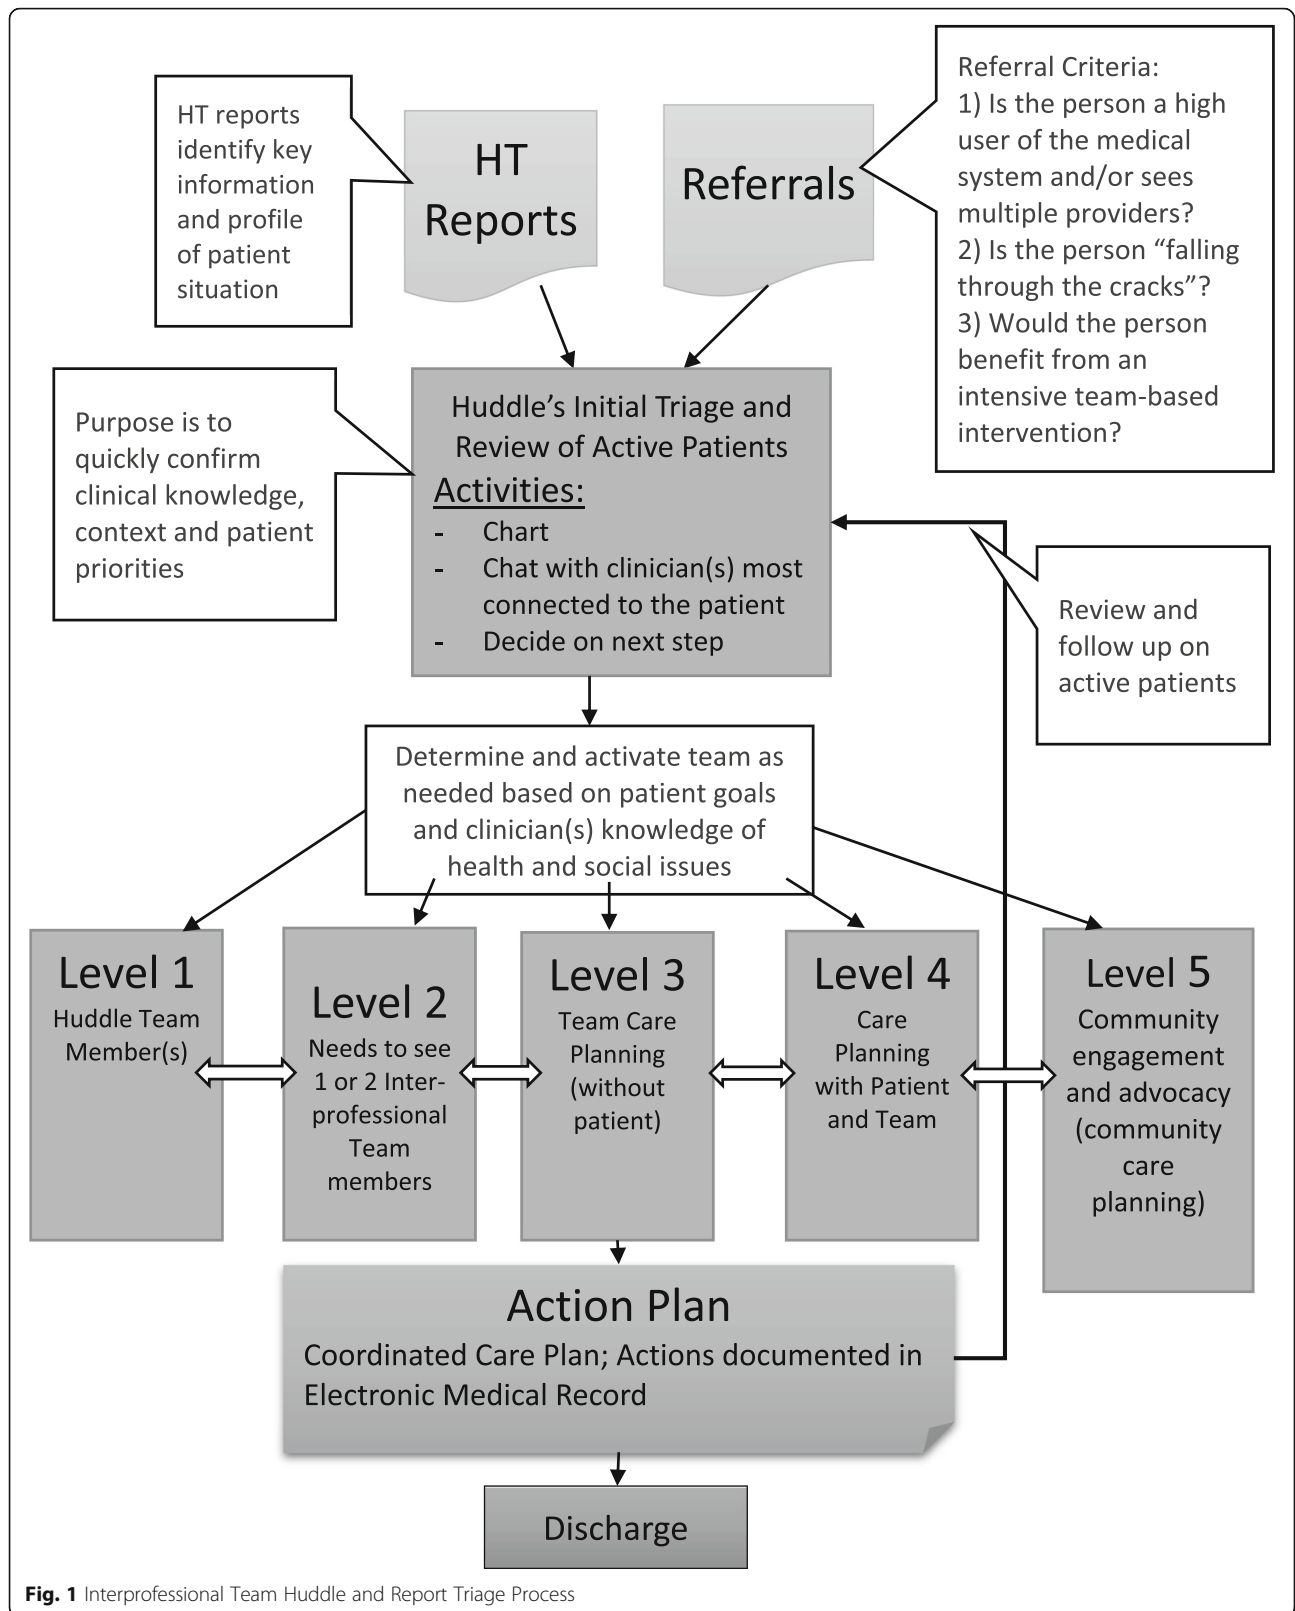 HT reports
identify key
information
and profile
of patient
situation
HT
Reports
Referrals
Referral Criteria:
1) Is the person a high
user of the medical
system and/or sees
multiple providers?
2) Is the person “falling
through the cracks”?
3) Would the person
benefit from an
intensive team-based
intervention?
Purpose is to
quickly confirm
clinical knowledge,
context and patient
priorities
Huddle’s Initial Triage and
Review of Active Patients
Activities:
- Chart
- Chat with clinician(s) most
connected to the patient
- Decide on next step
Review and
follow up on
active patients
Determine and activate team as
needed based on patient goals
and clinician(s) knowledge of
health and social issues
Level 1
Huddle Team
Member(s)
Level 2
Needs to see
1 or 2 Inter-
professional
Team
members
Level 3
Team Care
Planning
(without
patient)
Level 4
Care
Planning
with Patient
and Team
Level 5
Community
engagement
and advocacy
(community
care
planning)
Action Plan
Coordinated Care Plan; Actions documented in
Electronic Medical Record
Discharge
Fig. 1 Interprofessional Team Huddle and Report Triage Process